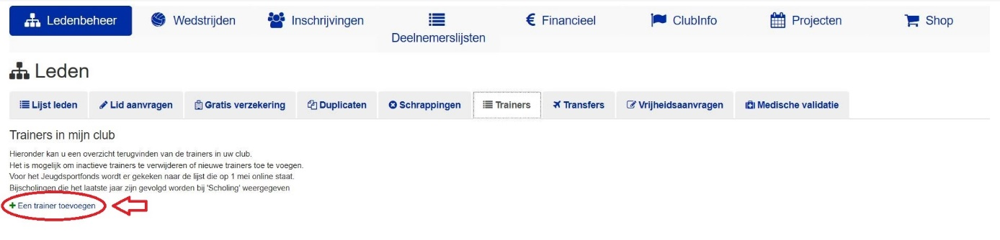 Ledenbeheer Wedstrijden Inschrijvingen Deelnemerslijsten € Financieel ClubInfo Projecten Shop
Leden
Lijst leden Lid aanvragen Gratis verzekering Duplicaten Schrappingen Trainers Transfers Vrijheidsaanvragen Medische validatie
Trainers in mijn club
Hieronder kan u een overzicht terugvinden van de trainers in uw club.
Het is mogelijk om inactieve trainers te verwijderen of nieuwe trainers toe te voegen.
Voor het Jeugdsportfonds wordt er gekeken naar de lijst die op 1 mei online staat.
Bijscholingen die het laatste jaar zijn gevolgd worden bij 'Scholing' weergegeven
+ Een trainer toevoegen